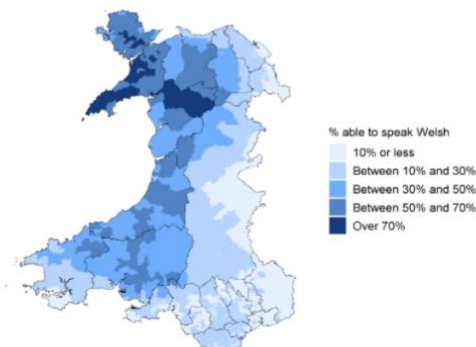 % able to speak Welsh
10% or less
Between 10% and 30%
Between 30% and 50%
Between 50% and 70%
Over 70%